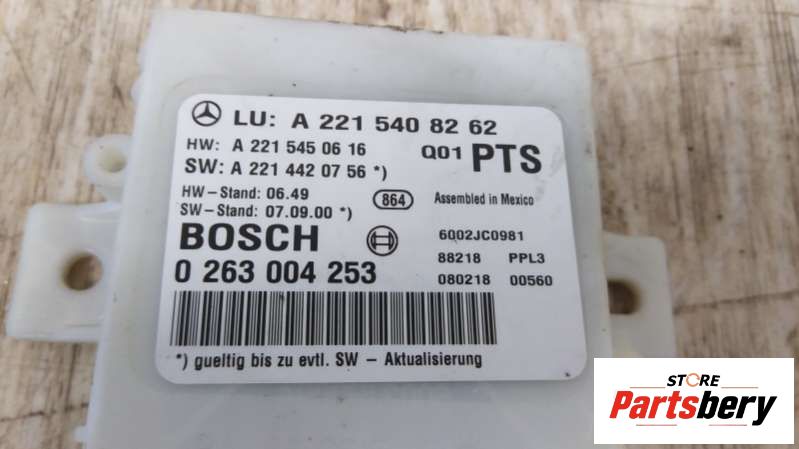 LU: A 221 540 82 62
HW: A 221 545 06 16
Q01 PTS
SW: A 221 442 07 56 *)
HW-Stand: 06.49
864
Assembled in Mexico
SW-Stand: 07.09.00 *)
BOSCH
6Q02JC0981
88218 PPL3
0 263 004 253
080218 00560
*) gueltig bis zu evtl. SW - Aktualisierung
STORE
Partsbery